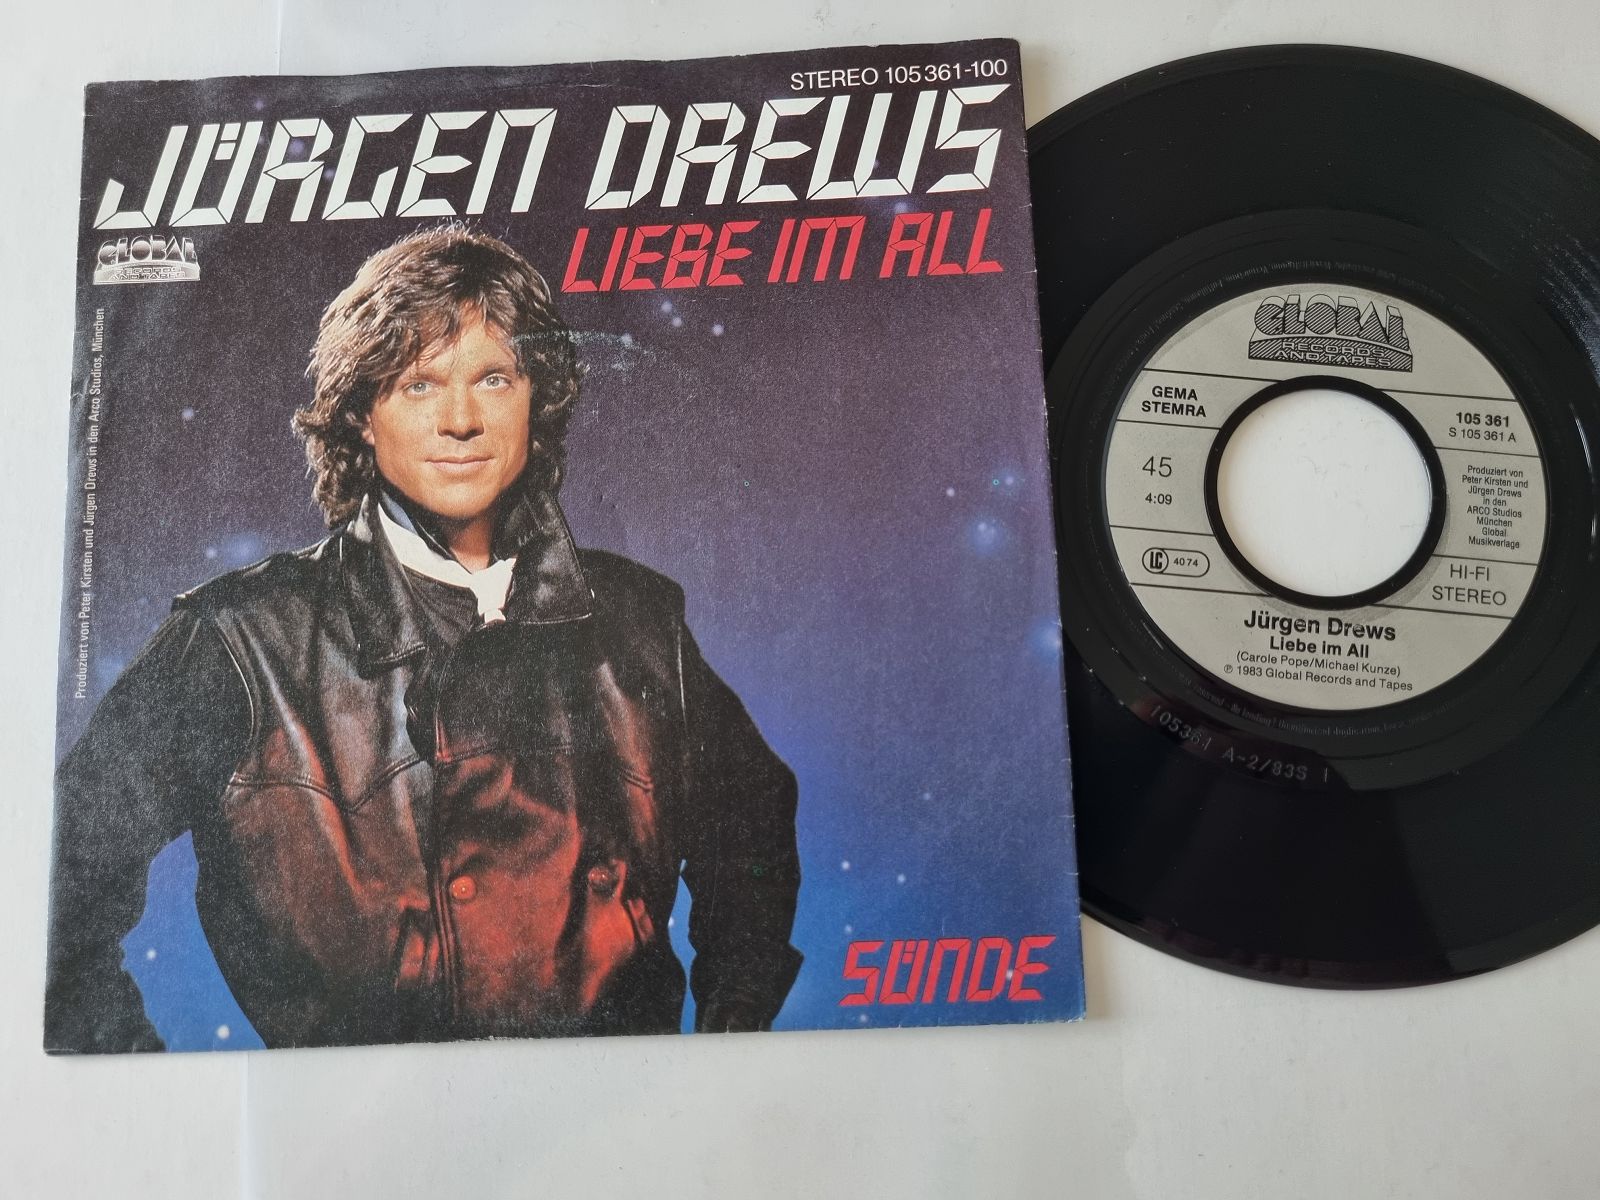 STEREO 105361-100
JÜRGEN DREWS
LIEBE IM ALL
GLOBAL
RECORDS
AND TAPES
Produziert von Peter Kirsten und Jürgen Drews in den Arco Studios, München
SÜNDE
GLOBAL
RECORDS
AND TAPES
GEMA
STEMRA
45
4:09
LC 4074
105 361
S 105 361 A
Produziert von
Peter Kirsten und
Jürgen Drews
in den
ARCO Studios
München
Global
Musikverlage
HI-FI
STEREO
Jürgen Drews
Liebe im All
(Carole Pope/Michael Kunze)
℗ 1983 Global Records and Tapes
105361 A-2/83S 1